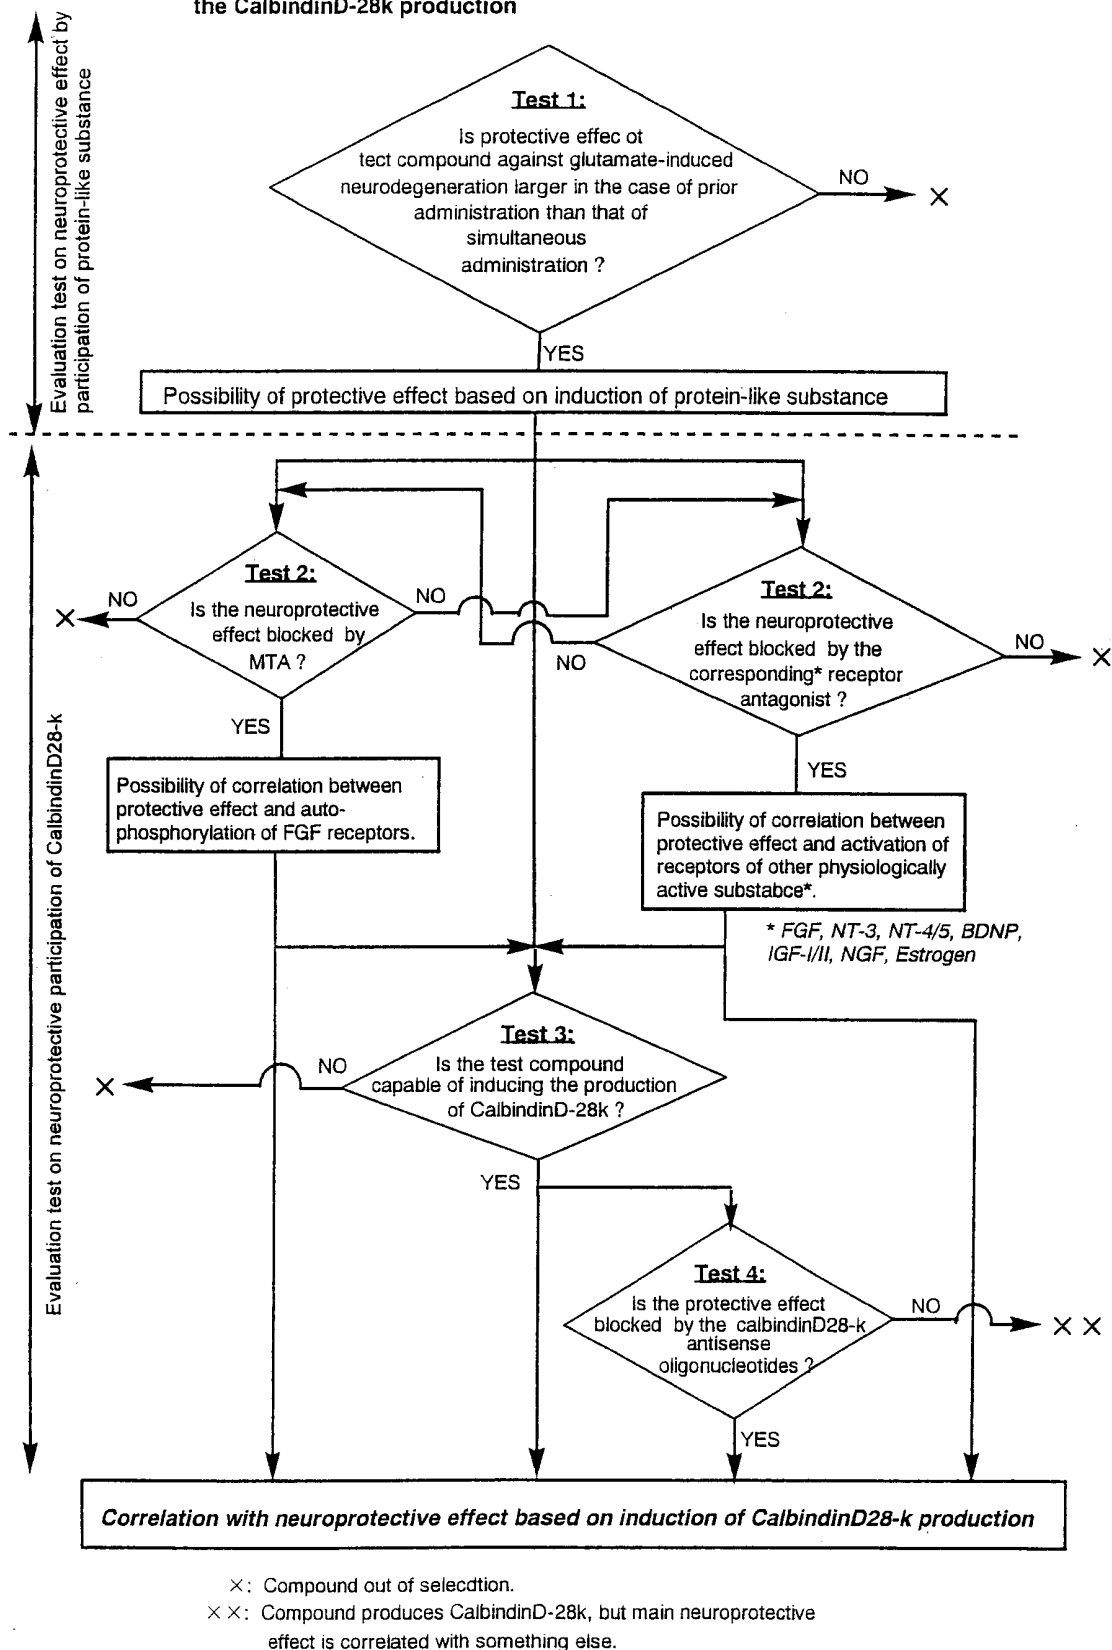 the CalbindinD-28k production
Evaluation test on neuroprotective effect by
participation of protein-like substance
Test 1:
Is protective effec ot
tect compound against glutamate-induced
neurodegeneration larger in the case of prior
administration than that of
simultaneous
administration ?
NO
×
YES
Possibility of protective effect based on induction of protein-like substance
Evaluation test on neuroprotective participation of CalbindinD28-k
Test 2:
Is the neuroprotective
effect blocked by
MTA ?
NO
×
NO
YES
Test 2:
Is the neuroprotective
effect blocked by the
corresponding* receptor
antagonist ?
NO
NO
×
YES
Possibility of correlation between
protective effect and auto-
phosphorylation of FGF receptors.
Possibility of correlation between
protective effect and activation of
receptors of other physiologically
active substabce*.
* FGF, NT-3, NT-4/5, BDNP,
IGF-I/II, NGF, Estrogen
Test 3:
Is the test compound
capable of inducing the production
of CalbindinD-28k ?
NO
×
YES
Test 4:
Is the protective effect
blocked by the calbindinD28-k
antisense
oligonucleotides ?
NO
× ×
YES
Correlation with neuroprotective effect based on induction of CalbindinD28-k production
×: Compound out of selecdtion.
× ×: Compound produces CalbindinD-28k, but main neuroprotective
effect is correlated with something else.